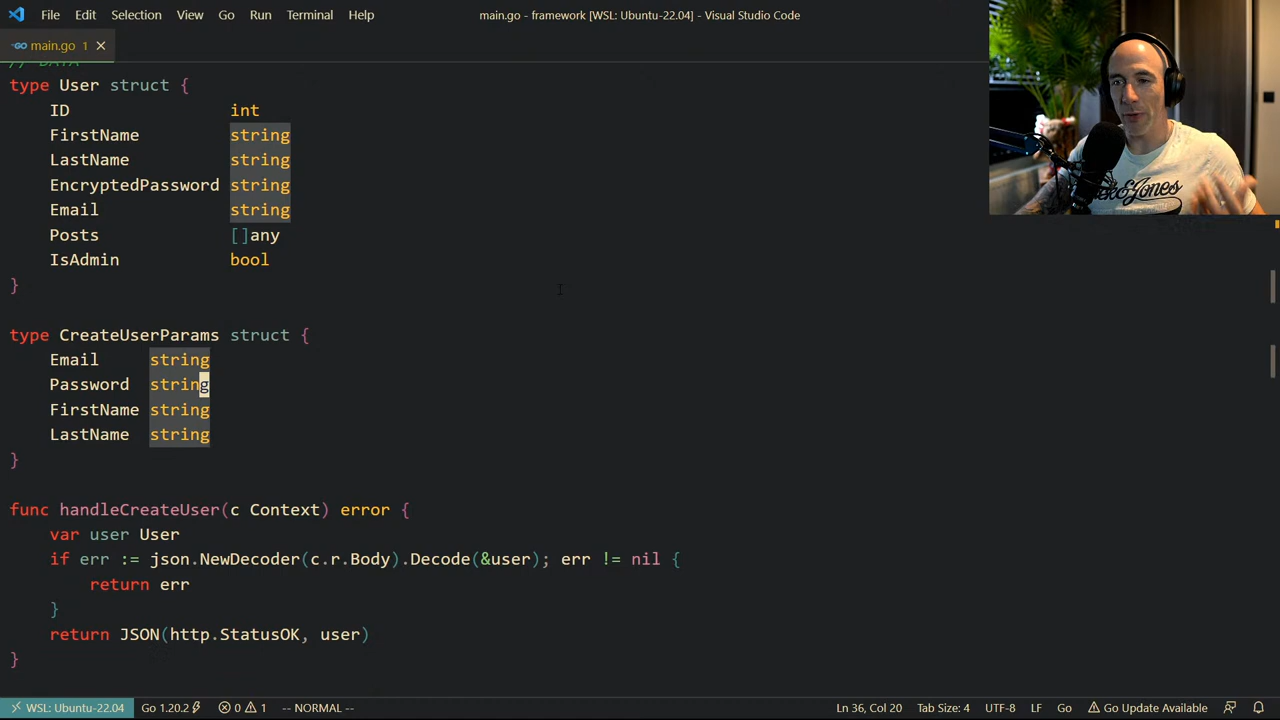 File Edit Selection View Go Run Terminal Help main.go - framework [WSL: Ubuntu-22.04] - Visual Studio Code
main.go 1
// DATA
type User struct {
ID int
FirstName string
LastName string
EncryptedPassword string
Email string
Posts []any
IsAdmin bool
}
type CreateUserParams struct {
Email string
Password string
FirstName string
LastName string
}
func handleCreateUser(c Context) error {
var user User
if err := json.NewDecoder(c.r.Body).Decode(&user); err != nil {
return err
}
return JSON(http.StatusOK, user)
}
WSL: Ubuntu-22.04 Go 1.20.2 0 1 -- NORMAL -- Ln 36, Col 20 Tab Size: 4 UTF-8 LF Go Go Update Available